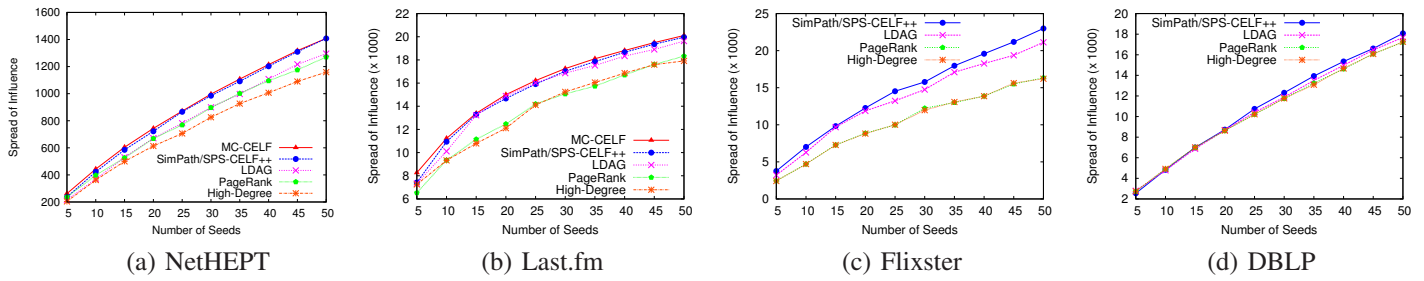 1400
1200
1000
800
600
400
200
5 10 15 20 25 30 35 40 45 50
Spread of Influence
Number of Seeds
MC-CELF
SimPath/SPS-CELF++
LDAG
PageRank
High-Degree
(a) NetHEPT
22
20
18
16
14
12
10
8
6
5 10 15 20 25 30 35 40 45 50
Spread of Influence (x 1000)
Number of Seeds
MC-CELF
SimPath/SPS-CELF++
LDAG
PageRank
High-Degree
(b) Last.fm
25
20
15
10
5
0
5 10 15 20 25 30 35 40 45 50
Spread of Influence (x 1000)
Number of Seeds
SimPath/SPS-CELF++
LDAG
PageRank
High-Degree
(c) Flixster
20
18
16
14
12
10
8
6
4
2
5 10 15 20 25 30 35 40 45 50
Spread of Influence (x 1000)
Number of Seeds
SimPath/SPS-CELF++
LDAG
PageRank
High-Degree
(d) DBLP